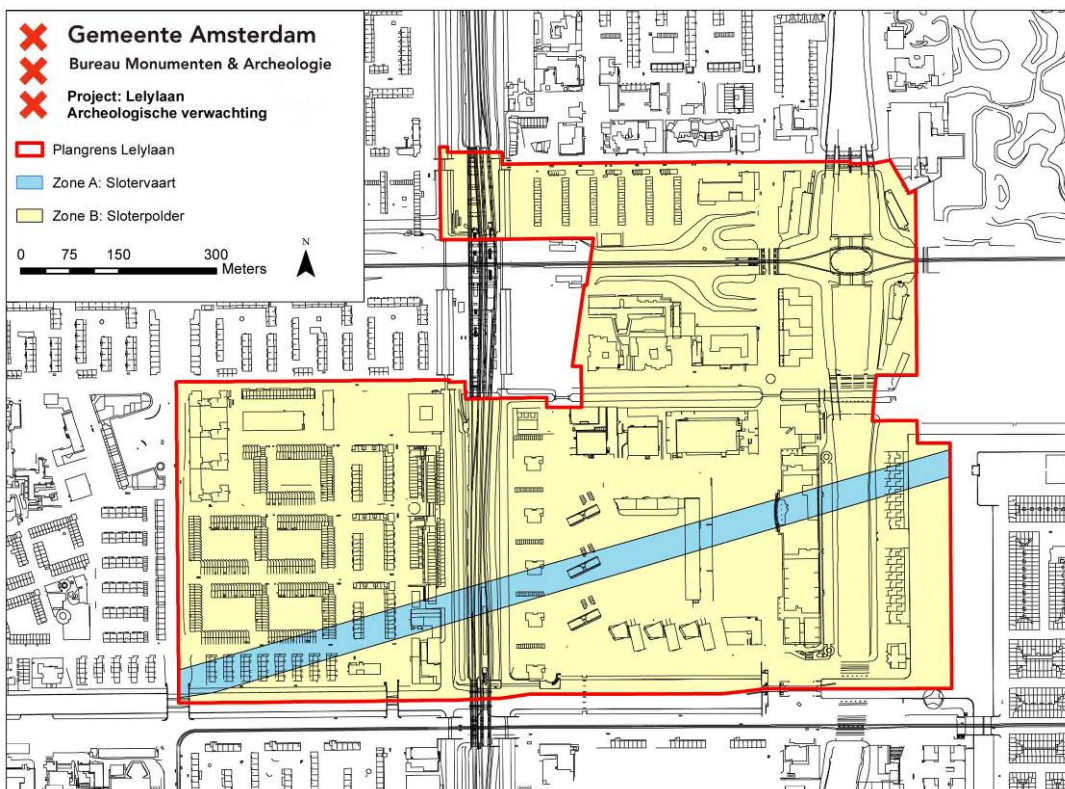 Gemeente Amsterdam
Bureau Monumenten & Archeologie
Project: Lelylaan
Archeologische verwachting
Plangrens Lelylaan
Zone A: Slotervaart
Zone B: Sloterpolder
0 75 150 300
Meters
N